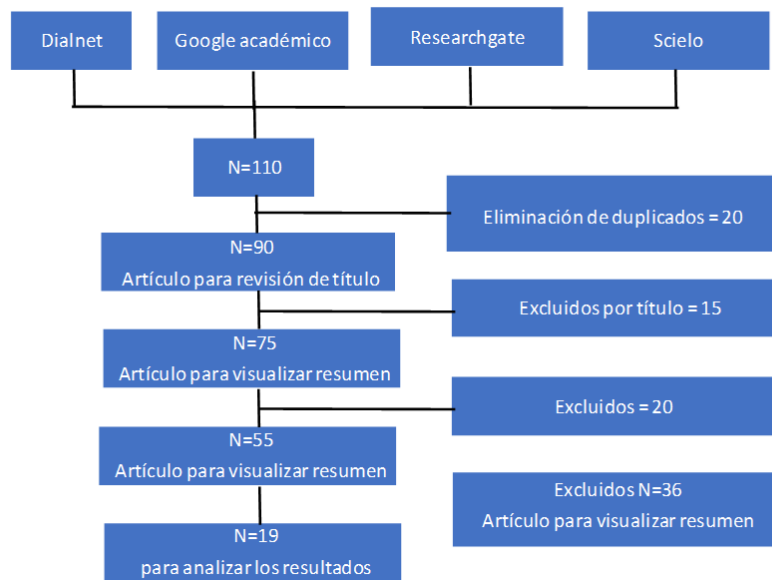 Dialnet
Google académico
Researchgate
Scielo
N=110
Eliminación de duplicados = 20
N=90
Artículo para revisión de título
Excluidos por título = 15
N=75
Artículo para visualizar resumen
Excluidos = 20
N=55
Artículo para visualizar resumen
Excluidos N=36
Artículo para visualizar resumen
N=19
para analizar los resultados